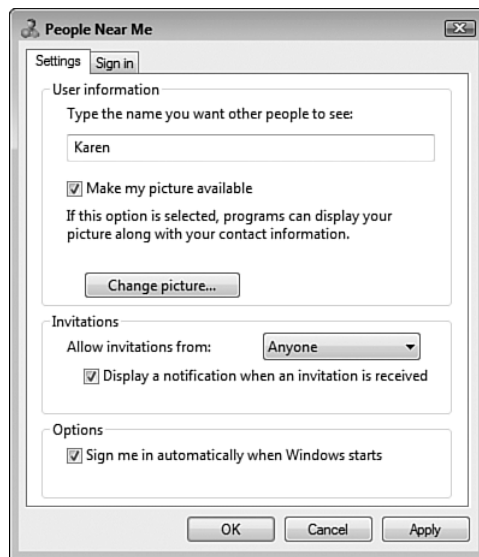 People Near Me
Settings
Sign in
User information
Type the name you want other people to see:
Karen
Make my picture available
If this option is selected, programs can display your
picture along with your contact information.
Change picture...
Invitations
Allow invitations from:
Anyone
Display a notification when an invitation is received
Options
Sign me in automatically when Windows starts
OK
Cancel
Apply